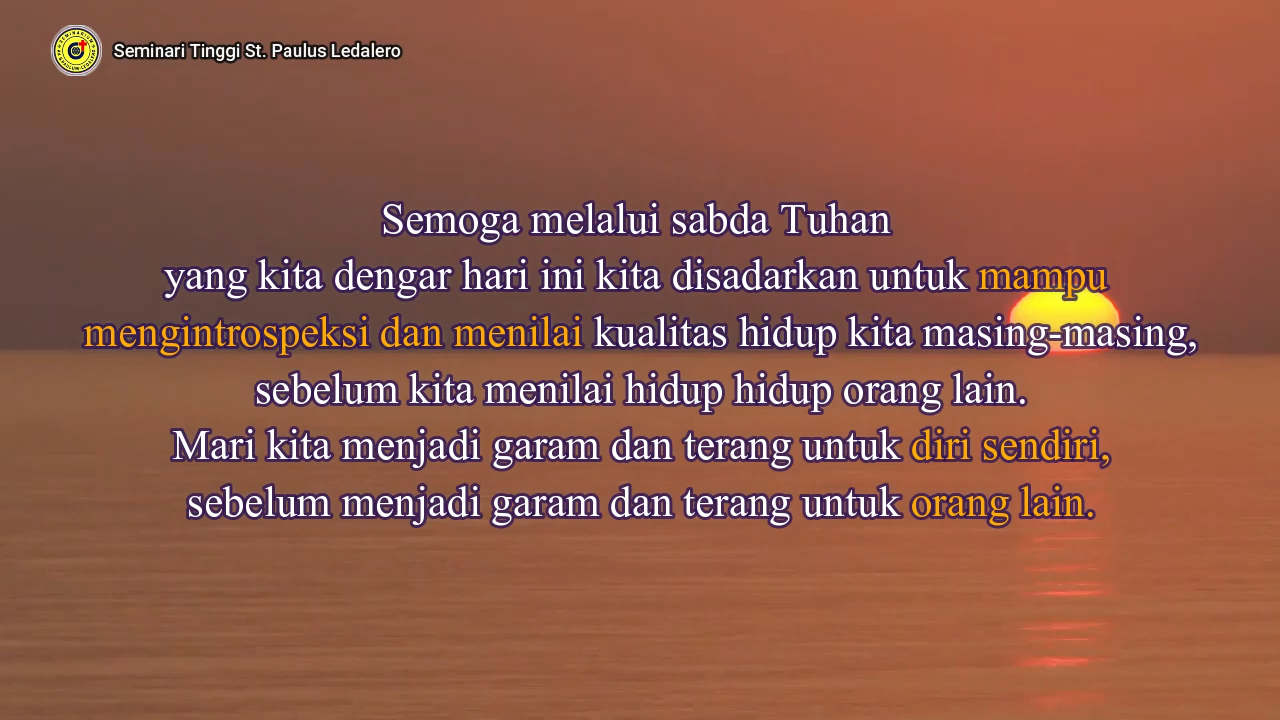 Seminari Tinggi St. Paulus Ledalero
Semoga melalui sabda Tuhan
yang kita dengar hari ini kita disadarkan untuk mampu
mengintrospeksi dan menilai kualitas hidup kita masing-masing,
sebelum kita menilai hidup hidup orang lain.
Mari kita menjadi garam dan terang untuk diri sendiri,
sebelum menjadi garam dan terang untuk orang lain.